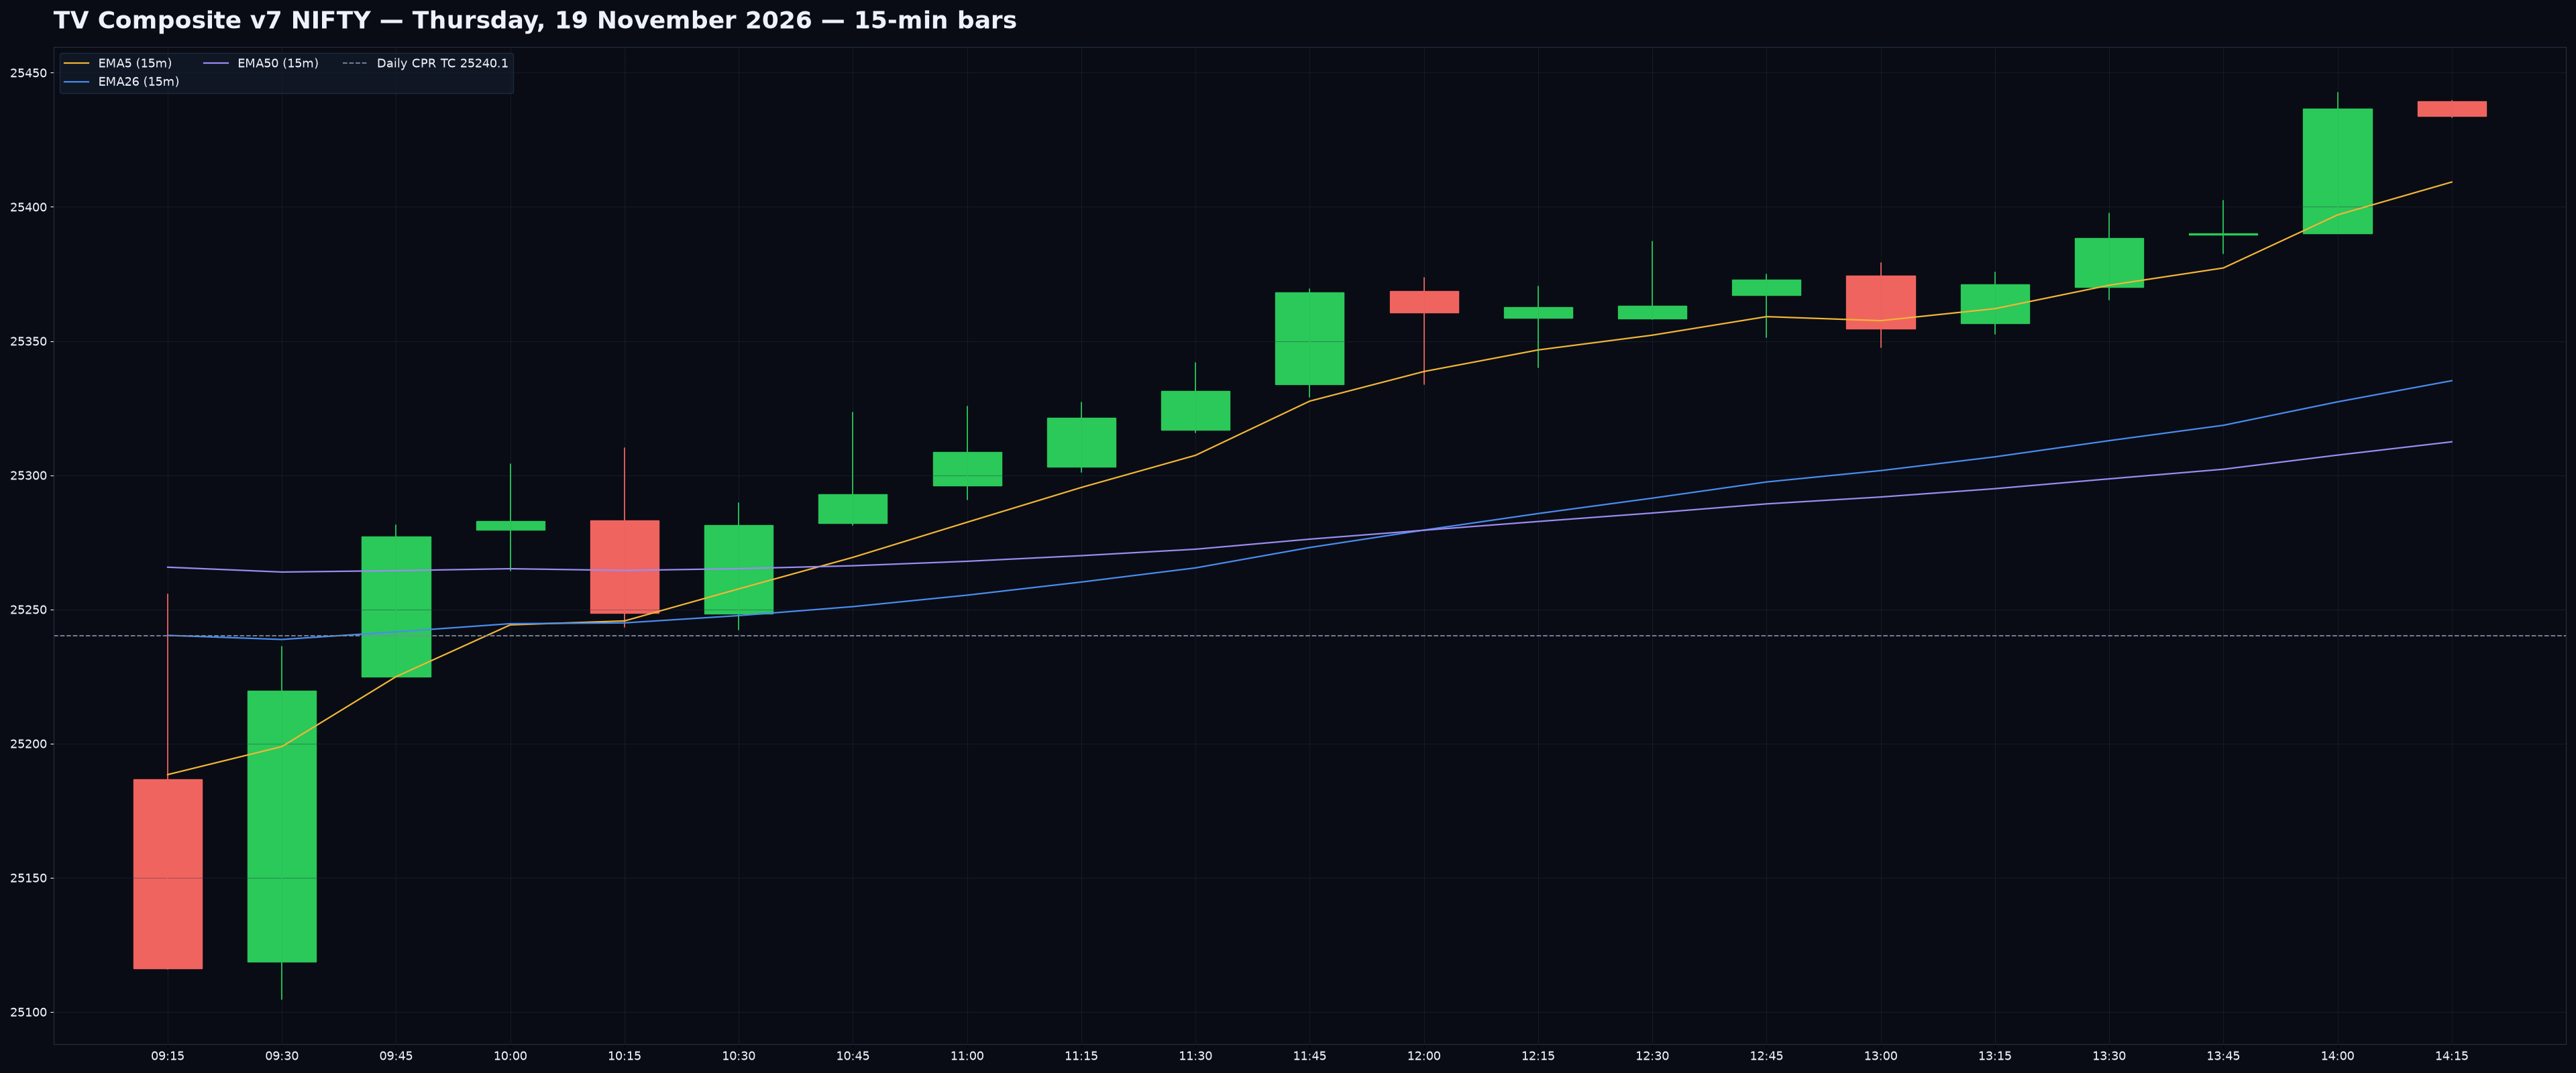 TV Composite v7 NIFTY — Thursday, 19 November 2026 — 15-min bars
EMA5 (15m) EMA50 (15m) Daily CPR TC 25240.1
EMA26 (15m)
25450
25400
25350
25300
25250
25200
25150
25100
09:15 09:30 09:45 10:00 10:15 10:30 10:45 11:00 11:15 11:30 11:45 12:00 12:15 12:30 12:45 13:00 13:15 13:30 13:45 14:00 14:15